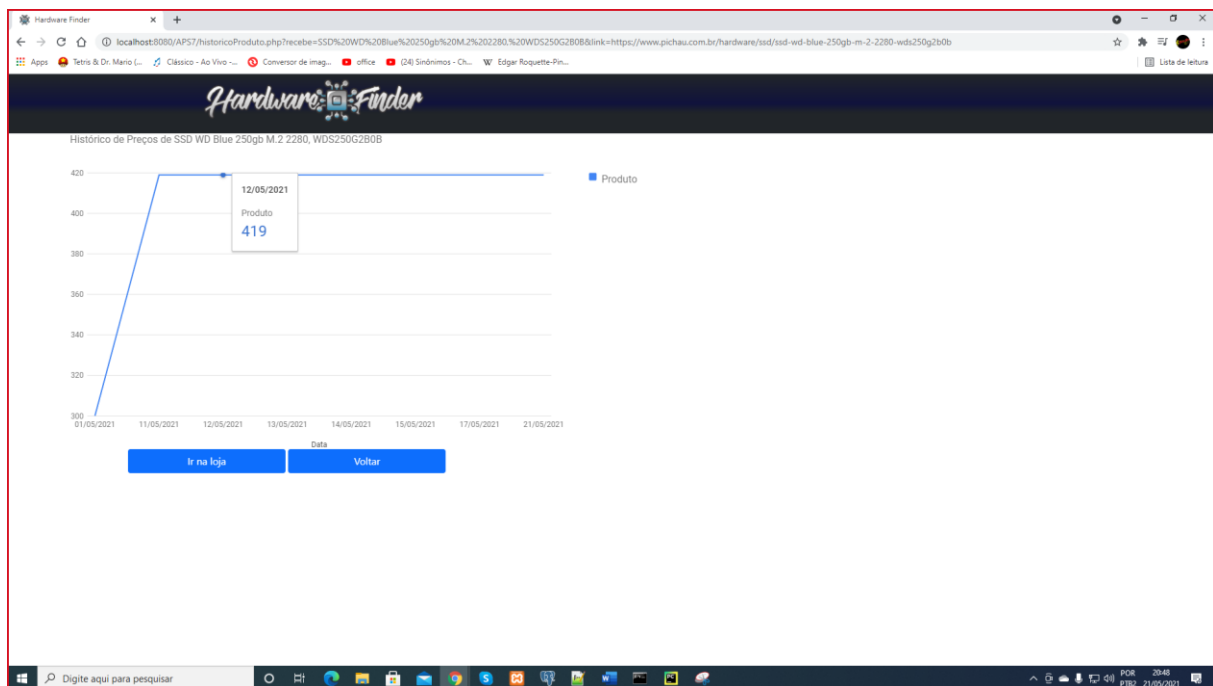 Hardware Finder
localhost:8080/APS7/historicoProduto.php?recebe=SSD%20WD%20Blue%20250gb%20M.2%202280,%20WDS250G2B0B&link=https://www.pichau.com.br/hardware/ssd/ssd-wd-blue-250gb-m-2-2280-wds250g2b0b
Apps Tetris & Dr. Mario (... Clássico - Ao Vivo -... Conversor de imag... office (24) Sinônimos - Ch... W Edgar Roquette-Pin... Lista de leitura
Hardware Finder
Histórico de Preços de SSD WD Blue 250gb M.2 2280, WDS250G2B0B
420
400
380
360
340
320
300
12/05/2021
Produto
419
Produto
01/05/2021 11/05/2021 12/05/2021 13/05/2021 14/05/2021 15/05/2021 17/05/2021 21/05/2021
Data
Ir na loja Voltar
Digite aqui para pesquisar
POR 20:48
PTB2 21/05/2021